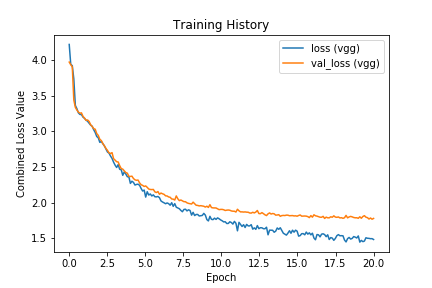 Training History
loss (vgg)
val_loss (vgg)
Combined Loss Value
4.0
3.5
3.0
2.5
2.0
1.5
0.0 2.5 5.0 7.5 10.0 12.5 15.0 17.5 20.0
Epoch